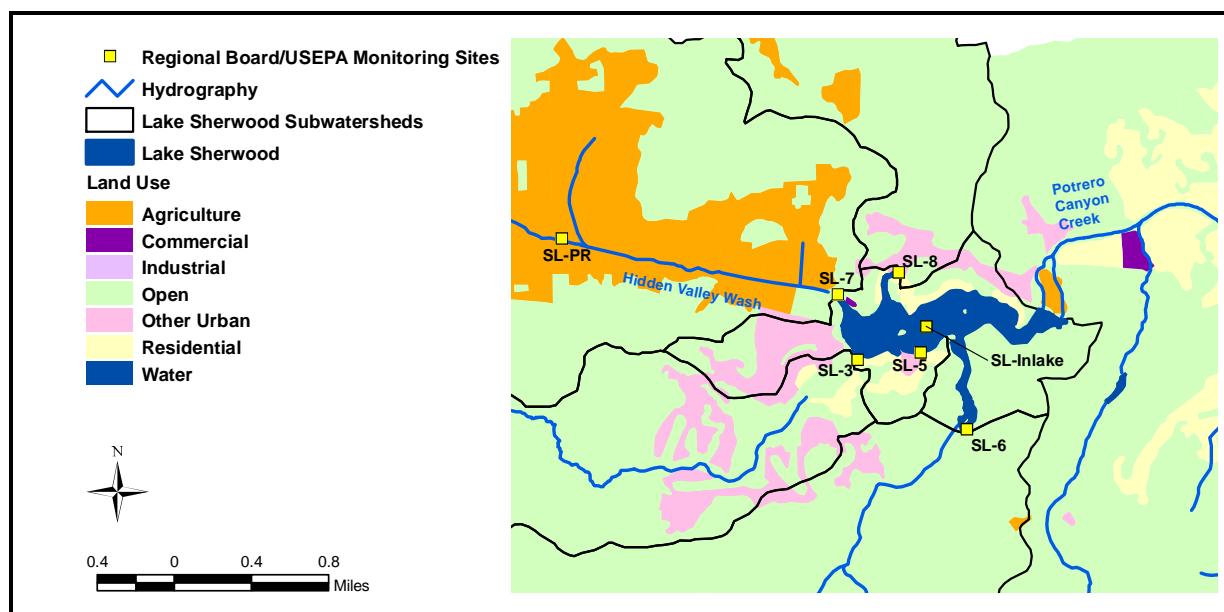 Regional Board/USEPA Monitoring Sites
Hydrography
Lake Sherwood Subwatersheds
Lake Sherwood
Land Use
Agriculture
Commercial
Industrial
Open
Other Urban
Residential
Water
N
0.4 0 0.4 0.8
Miles
Potrero
Canyon
Creek
SL-PR
SL-8
SL-7
Hidden Valley Wash
SL-Inlake
SL-5
SL-3
SL-6